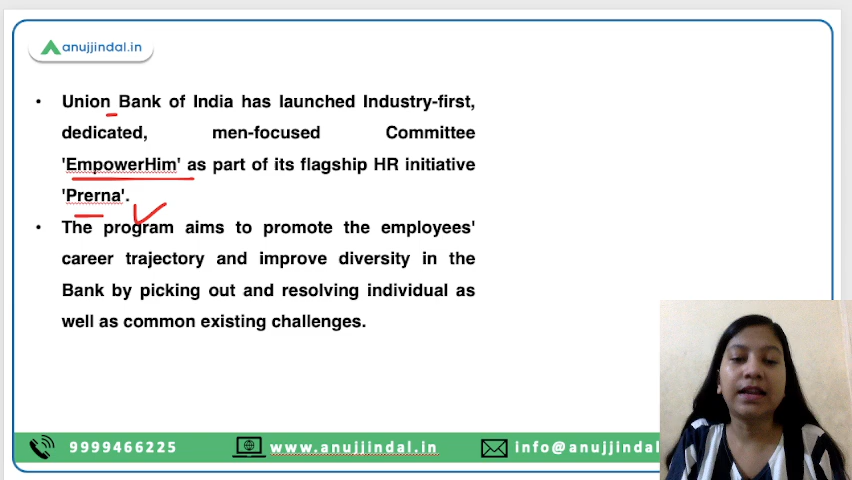 anujjindal.in
• Union Bank of India has launched Industry-first,
dedicated, men-focused Committee
'EmpowerHim' as part of its flagship HR initiative
'Prerna'.
• The program aims to promote the employees'
career trajectory and improve diversity in the
Bank by picking out and resolving individual as
well as common existing challenges.
9999466225 www.anujjindal.in info@anujjindal